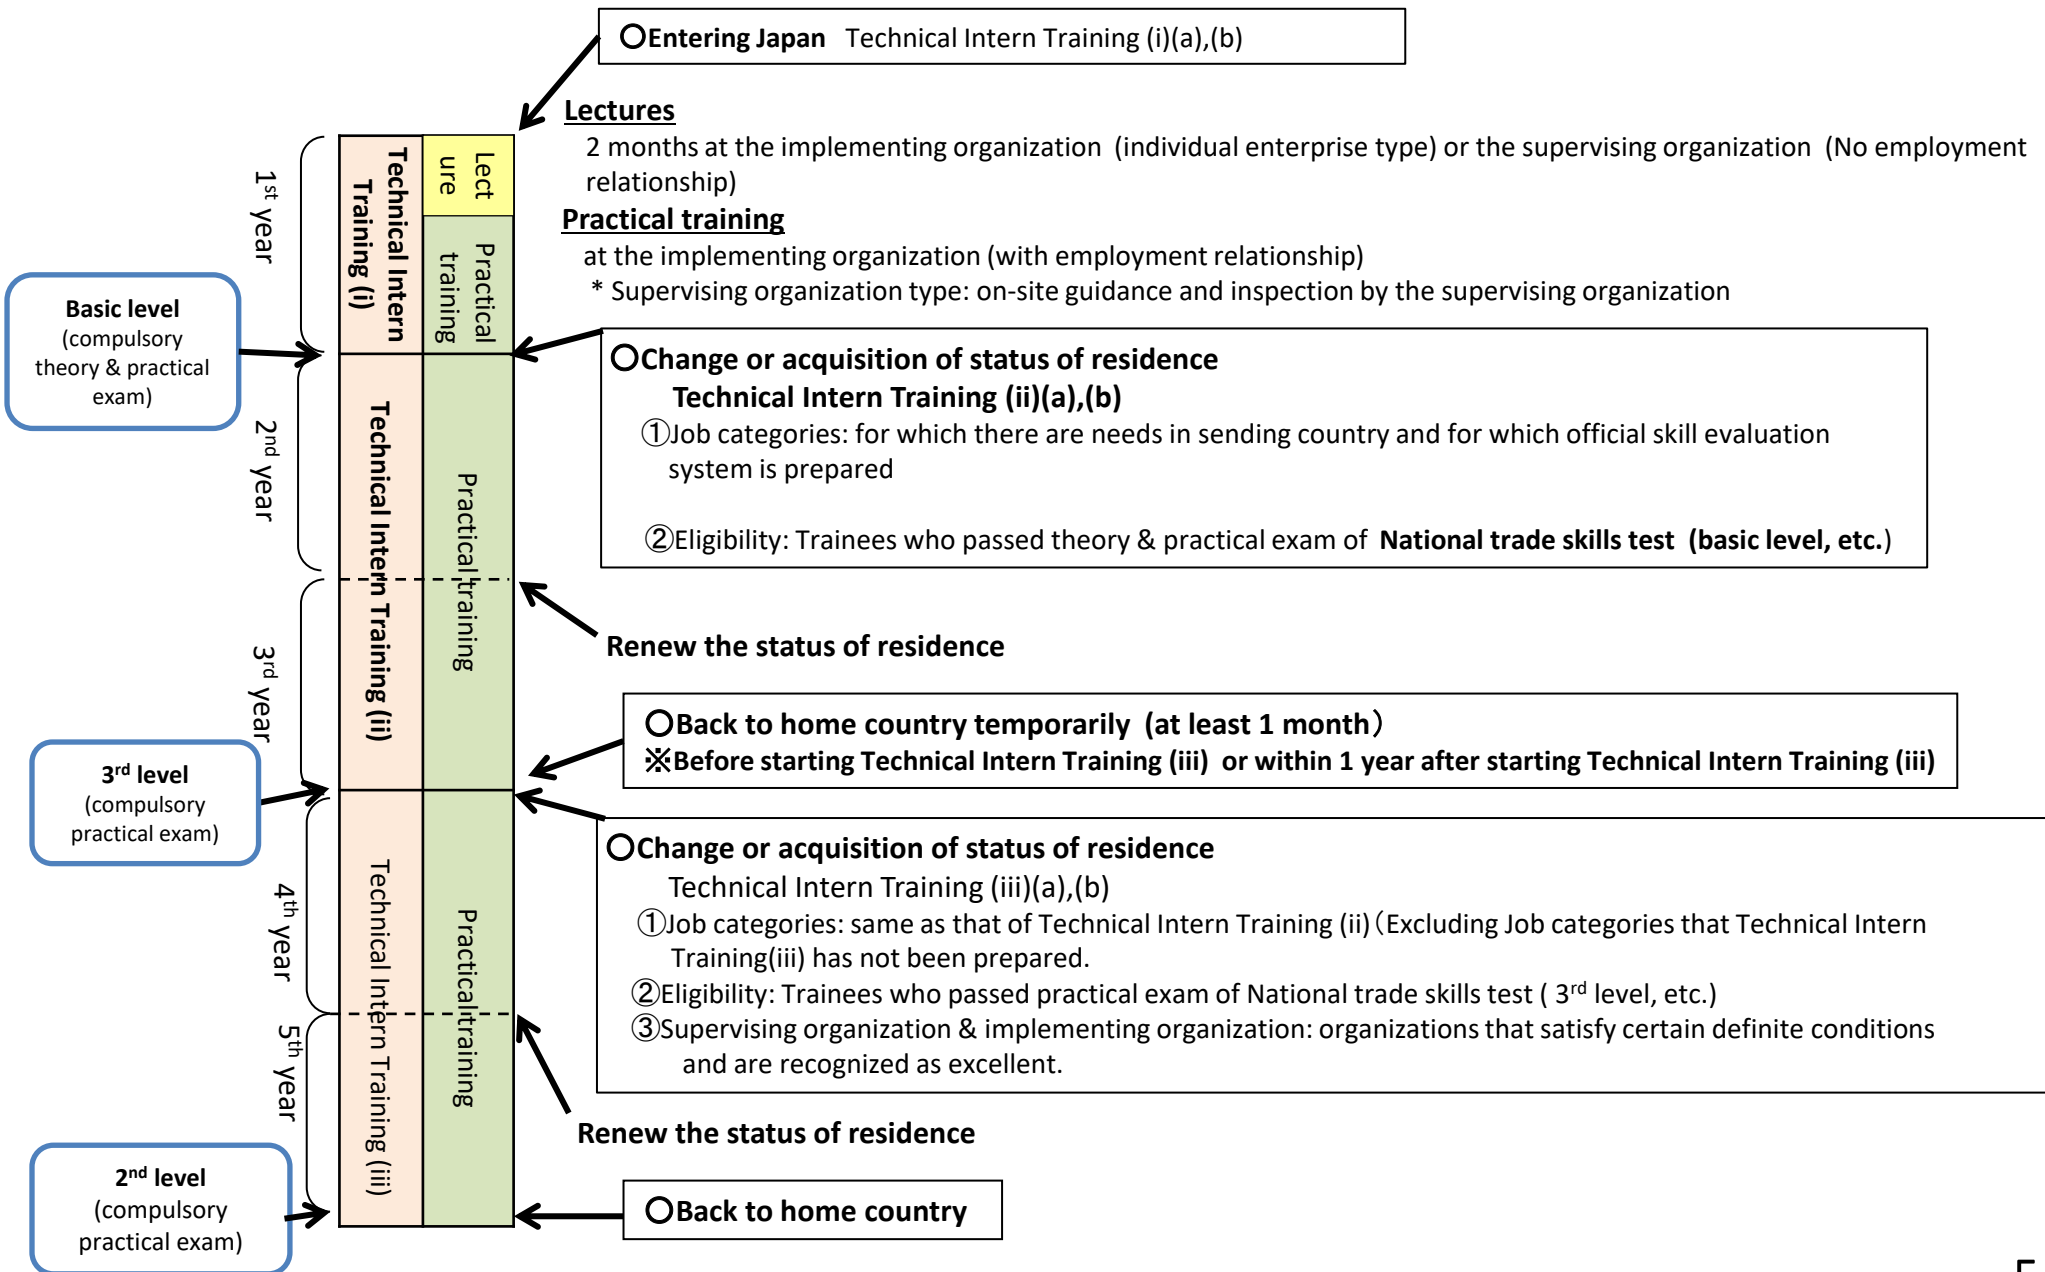 ○Entering Japan Technical Intern Training (i)(a),(b)
Lectures
2 months at the implementing organization (individual enterprise type) or the supervising organization (No employment
relationship)
Practical training
at the implementing organization (with employment relationship)
* Supervising organization type: on-site guidance and inspection by the supervising organization
1st year
Technical Intern
Training (i)
Lect
ure
Practical
training
Basic level
(compulsory
theory & practical
exam)
○Change or acquisition of status of residence
Technical Intern Training (ii)(a),(b)
①Job categories: for which there are needs in sending country and for which official skill evaluation
system is prepared
②Eligibility: Trainees who passed theory & practical exam of National trade skills test (basic level, etc.)
2nd year
Technical Intern Training (ii)
Practical training
3rd year
Renew the status of residence
○Back to home country temporarily (at least 1 month）
※Before starting Technical Intern Training (iii) or within 1 year after starting Technical Intern Training (iii)
3rd level
(compulsory
practical exam)
○Change or acquisition of status of residence
Technical Intern Training (iii)(a),(b)
①Job categories: same as that of Technical Intern Training (ii)（Excluding Job categories that Technical Intern
Training(iii) has not been prepared.
②Eligibility: Trainees who passed practical exam of National trade skills test ( 3rd level, etc.)
③Supervising organization & implementing organization: organizations that satisfy certain definite conditions
and are recognized as excellent.
4th year
Technical Intern Training (iii)
Practical training
5th year
Renew the status of residence
2nd level
(compulsory
practical exam)
○Back to home country